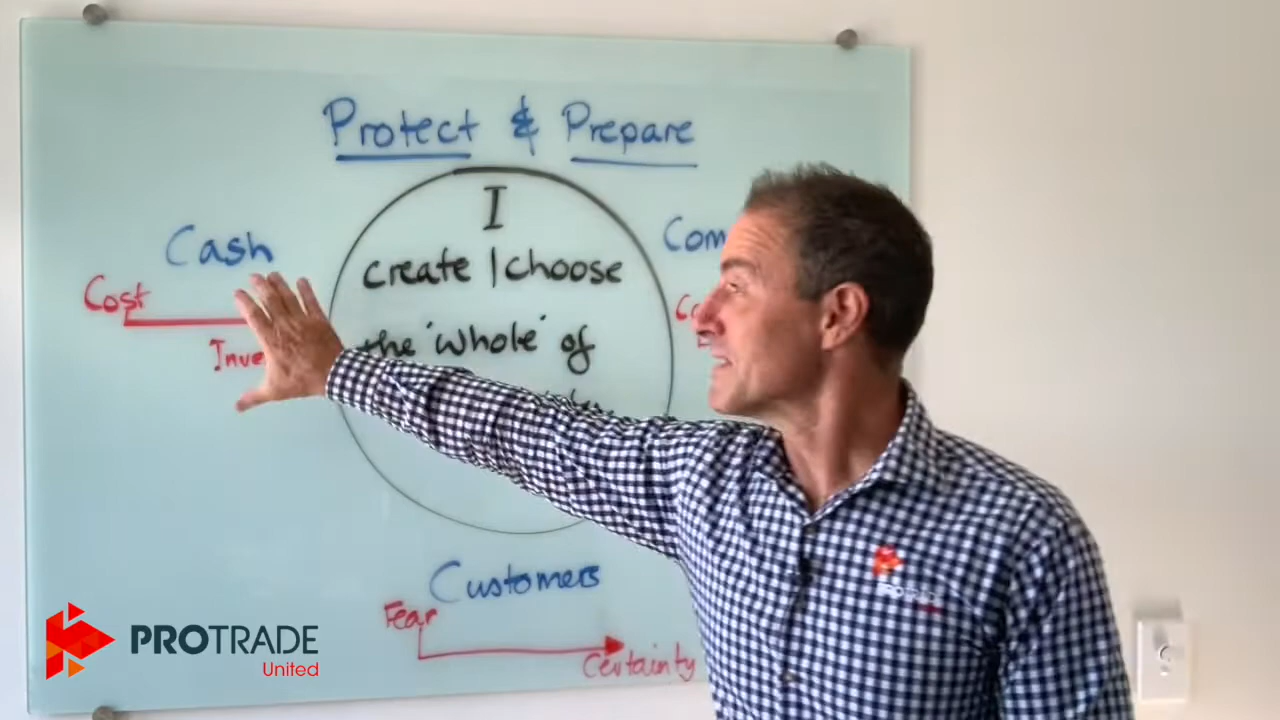 Protect & Prepare
I
create / choose
the 'whole' of
Cash
Cost
Inve
Com
Customers
Fear
Certainty
PROTRADE
United